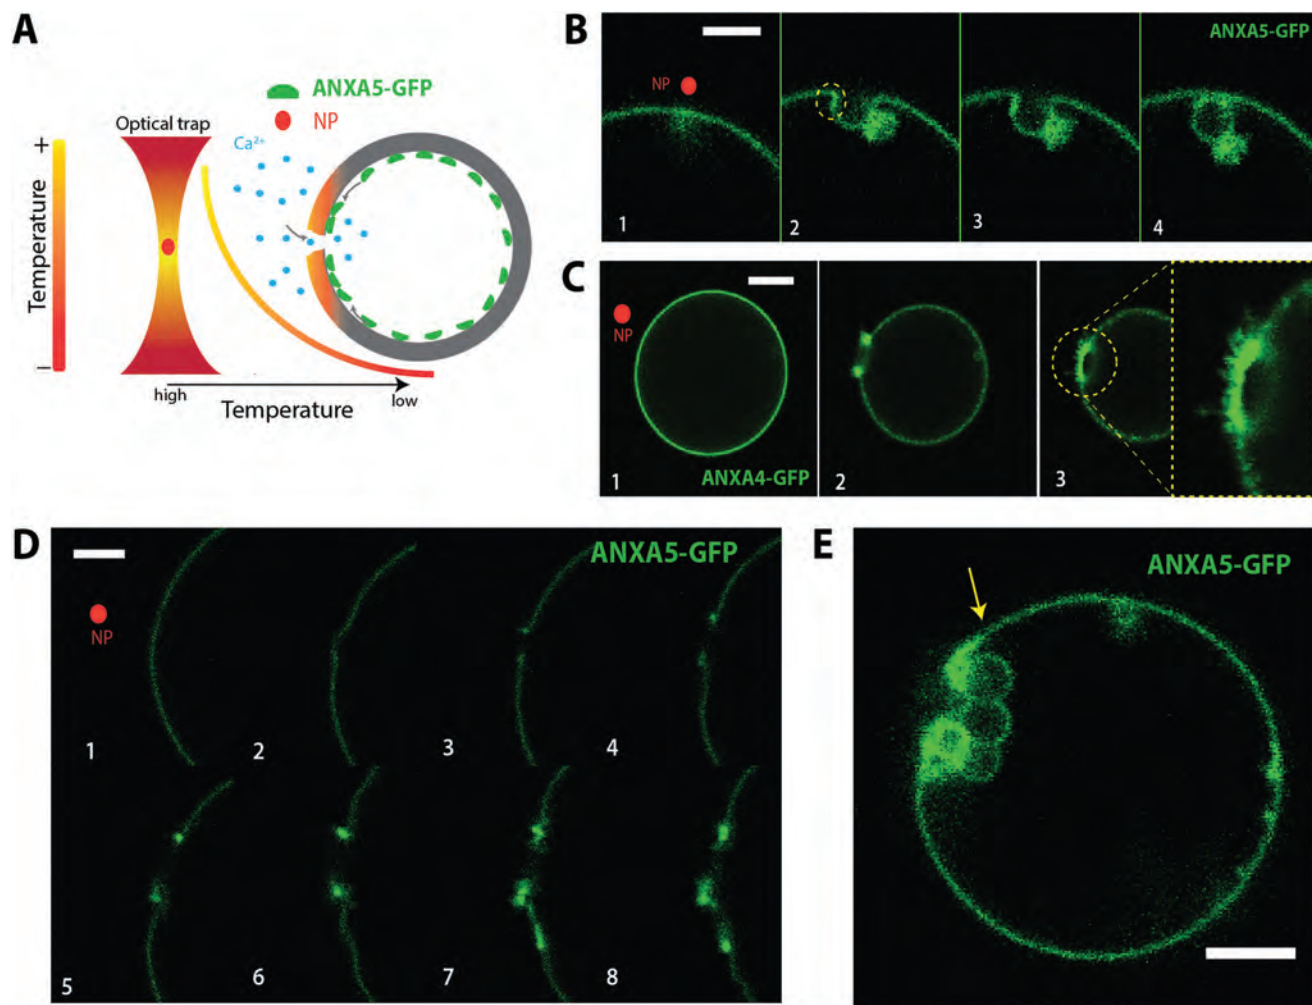 A
ANXA5-GFP
NP
Optical trap
Ca²⁺
+
Temperature
–
high
low
Temperature
B
ANXA5-GFP
NP
1
2
3
4
C
NP
1
ANXA4-GFP
2
3
D
ANXA5-GFP
NP
1
2
3
4
5
6
7
8
E
ANXA5-GFP